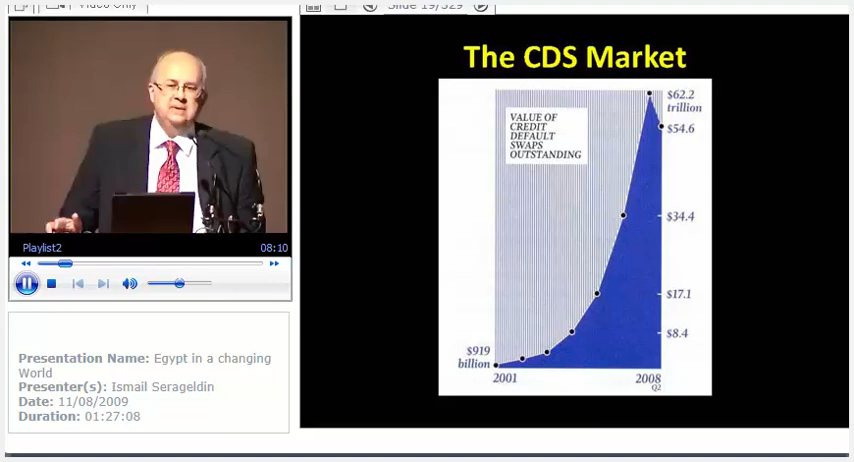 Video Only
Slide 19/329
The CDS Market
VALUE OF
CREDIT
DEFAULT
SWAPS
OUTSTANDING
$62.2
trillion
$54.6
$34.4
$17.1
$8.4
$919
billion
2001
2008
Q2
Playlist2
08:10
Presentation Name: Egypt in a changing
World
Presenter(s): Ismail Serageldin
Date: 11/08/2009
Duration: 01:27:08